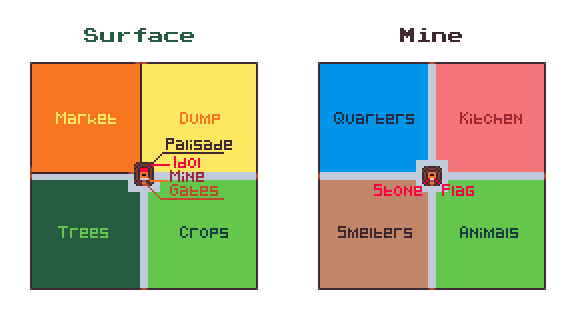 Surface
Mine
Market
Dump
Palisade
Idol
Mine
Gates
Trees
Crops
Quarters
Kitchen
Stone Flag
Smelters
Animals